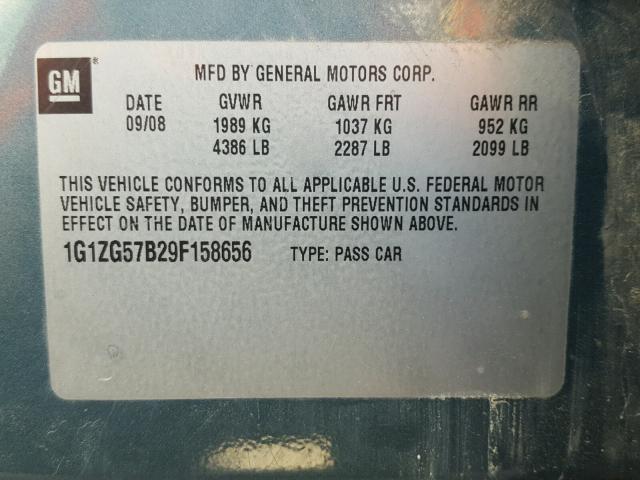 GM ®
MFD BY GENERAL MOTORS CORP.
DATE GVWR GAWR FRT GAWR RR
09/08 1989 KG 1037 KG 952 KG
4386 LB 2287 LB 2099 LB
THIS VEHICLE CONFORMS TO ALL APPLICABLE U.S. FEDERAL MOTOR
VEHICLE SAFETY, BUMPER, AND THEFT PREVENTION STANDARDS IN
EFFECT ON THE DATE OF MANUFACTURE SHOWN ABOVE.
1G1ZG57B29F158656 TYPE: PASS CAR